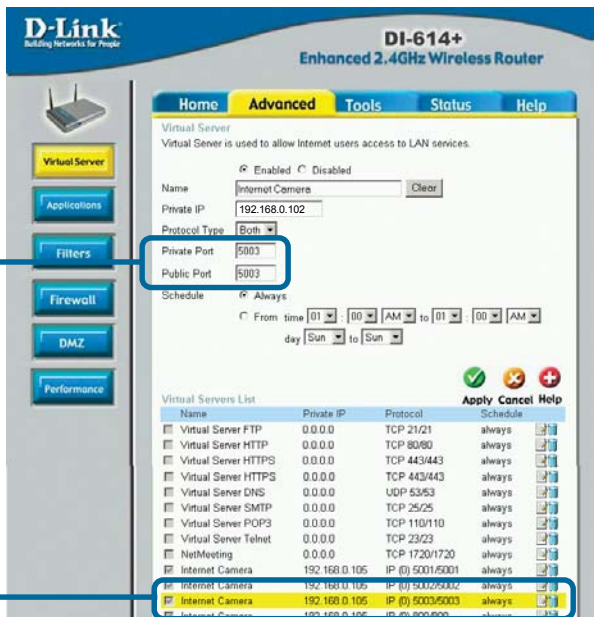 D-Link
Building Networks for People
DI-614+
Enhanced 2.4GHz Wireless Router
Home Advanced Tools Status Help
Virtual Server
Applications
Filters
Firewall
DMZ
Performance
Virtual Server
Virtual Server is used to allow Internet users access to LAN services.
Enabled Disabled
Name Internet Camera Clear
Private IP 192.168.0.102
Protocol Type Both
Private Port 5003
Public Port 5003
Schedule Always
From time 01 : 00 AM to 01 : 00 AM
day Sun to Sun
Apply Cancel Help
Virtual Servers List
Name Private IP Protocol Schedule
Virtual Server FTP 0.0.0.0 TCP 21/21 always
Virtual Server HTTP 0.0.0.0 TCP 80/80 always
Virtual Server HTTPS 0.0.0.0 TCP 443/443 always
Virtual Server HTTPS 0.0.0.0 TCP 443/443 always
Virtual Server DNS 0.0.0.0 UDP 53/53 always
Virtual Server SMTP 0.0.0.0 TCP 25/25 always
Virtual Server POP3 0.0.0.0 TCP 110/110 always
Virtual Server Telnet 0.0.0.0 TCP 23/23 always
NetMeeting 0.0.0.0 TCP 1720/1720 always
Internet Camera 192.168.0.105 IP (0) 5001/5001 always
Internet Camera 192.168.0.105 IP (0) 5002/5002 always
Internet Camera 192.168.0.105 IP (0) 5003/5003 always
Internet Camera 192.168.0.105 IP (0) always